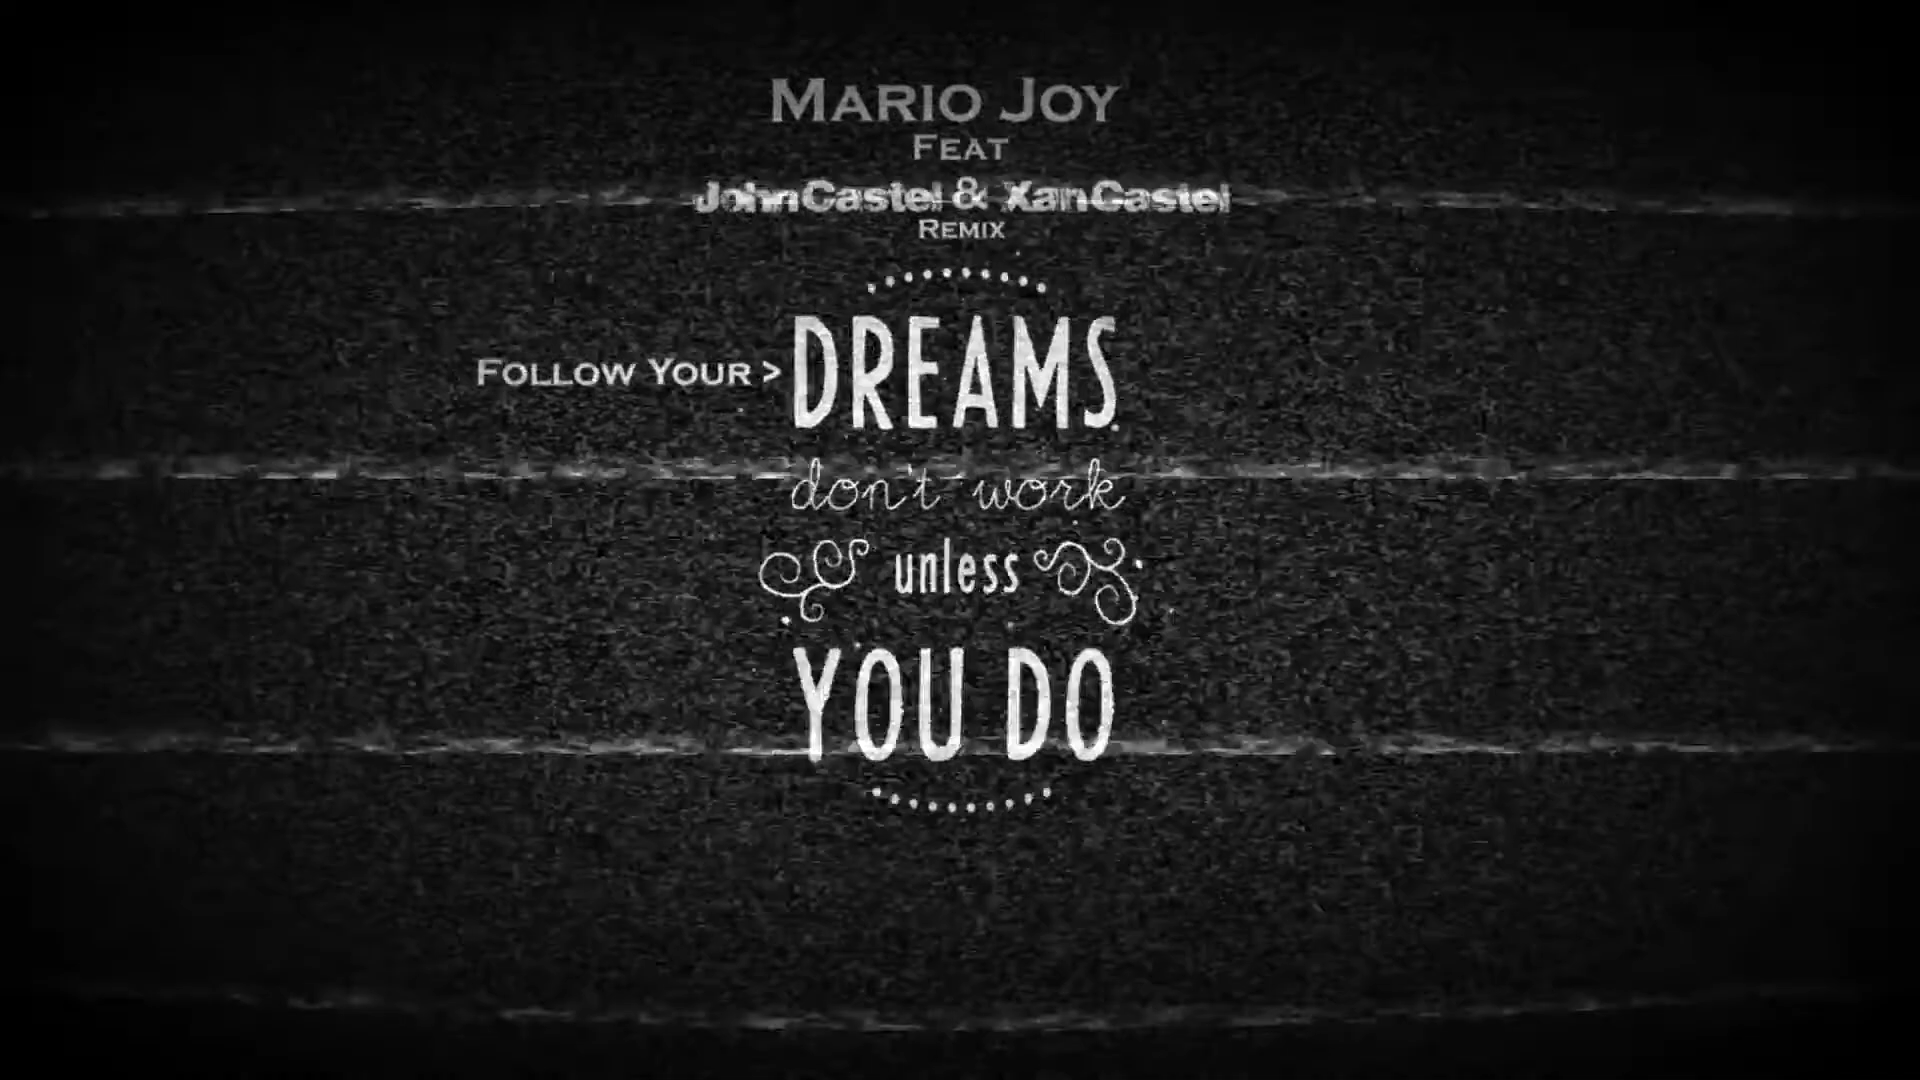 MARIO JOY
FEAT
JohnCastel & XanCastel
REMIX
FOLLOW YOUR > DREAMS
don't work
unless
YOU DO